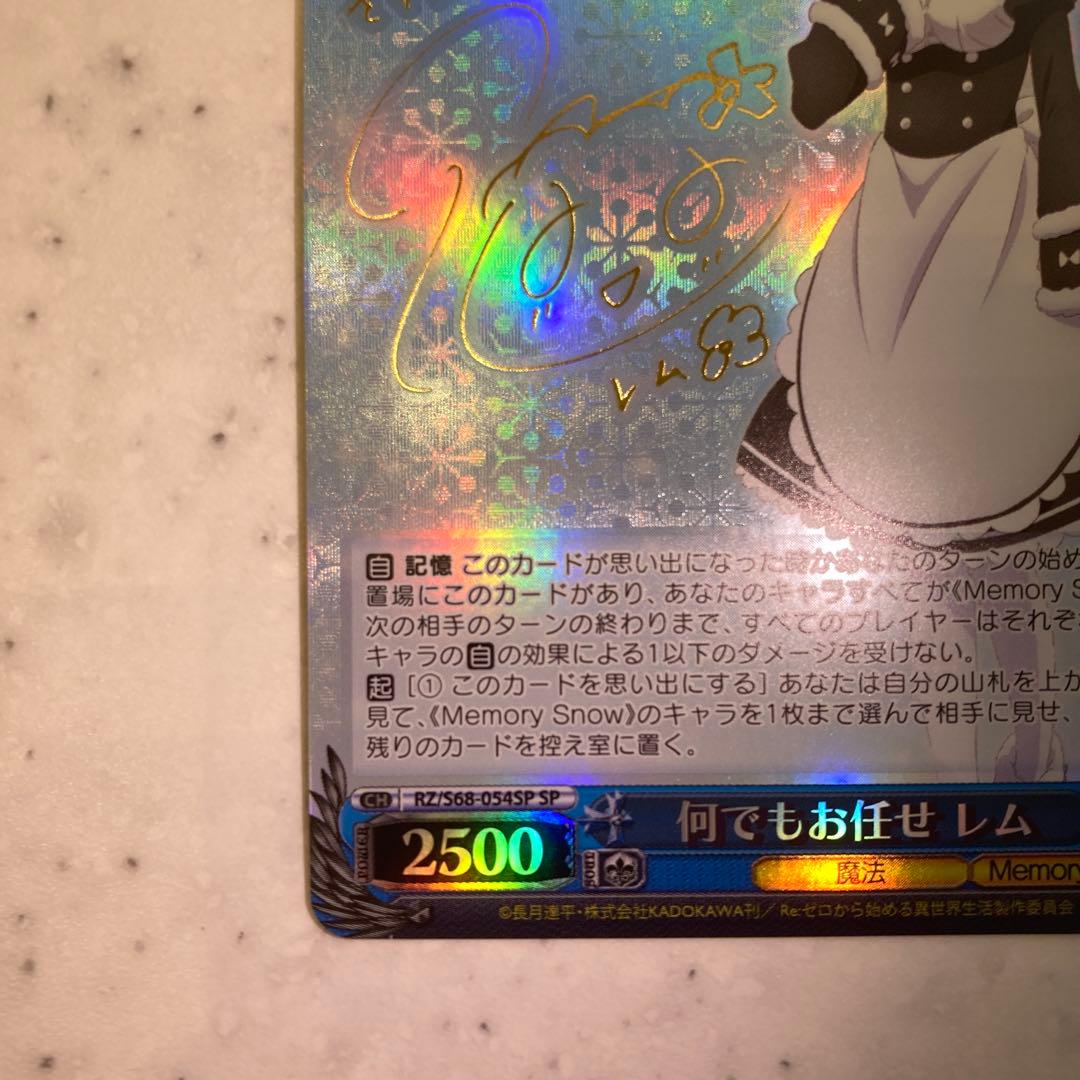 レム
自 記憶 このカードが思い出になった時かあなたのターンの始め
置場にこのカードがあり、あなたのキャラすべてが《Memory S
次の相手のターンの終わりまで、すべてのプレイヤーはそれぞ
キャラの自の効果による1以下のダメージを受けない。
起 [① このカードを思い出にする] あなたは自分の山札を上か
見て、《Memory Snow》のキャラを1枚まで選んで相手に見せ、
残りのカードを控え室に置く。
CH RZ/S68-054SP SP
何でもお任せ レム
POWER 2500 SOUL
魔法 Memory
©長月達平・株式会社KADOKAWA刊／Re:ゼロから始める異世界生活製作委員会